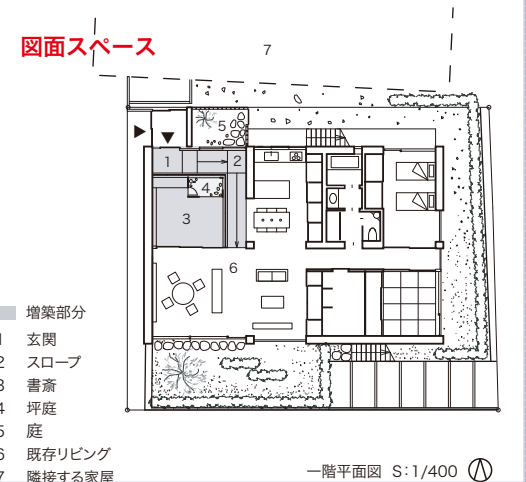 図面スペース
7
5
1
2
4
3
6
増築部分
1 玄関
2 スロープ
3 書斎
4 坪庭
5 庭
6 既存リビング
7 隣接する家屋
一階平面図 S:1/400